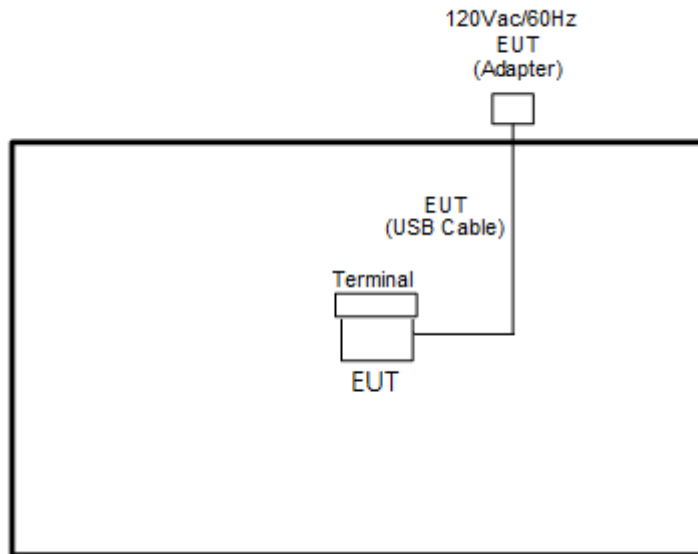 120Vac/60Hz
EUT
(Adapter)
EUT
(USB Cable)
Terminal
EUT